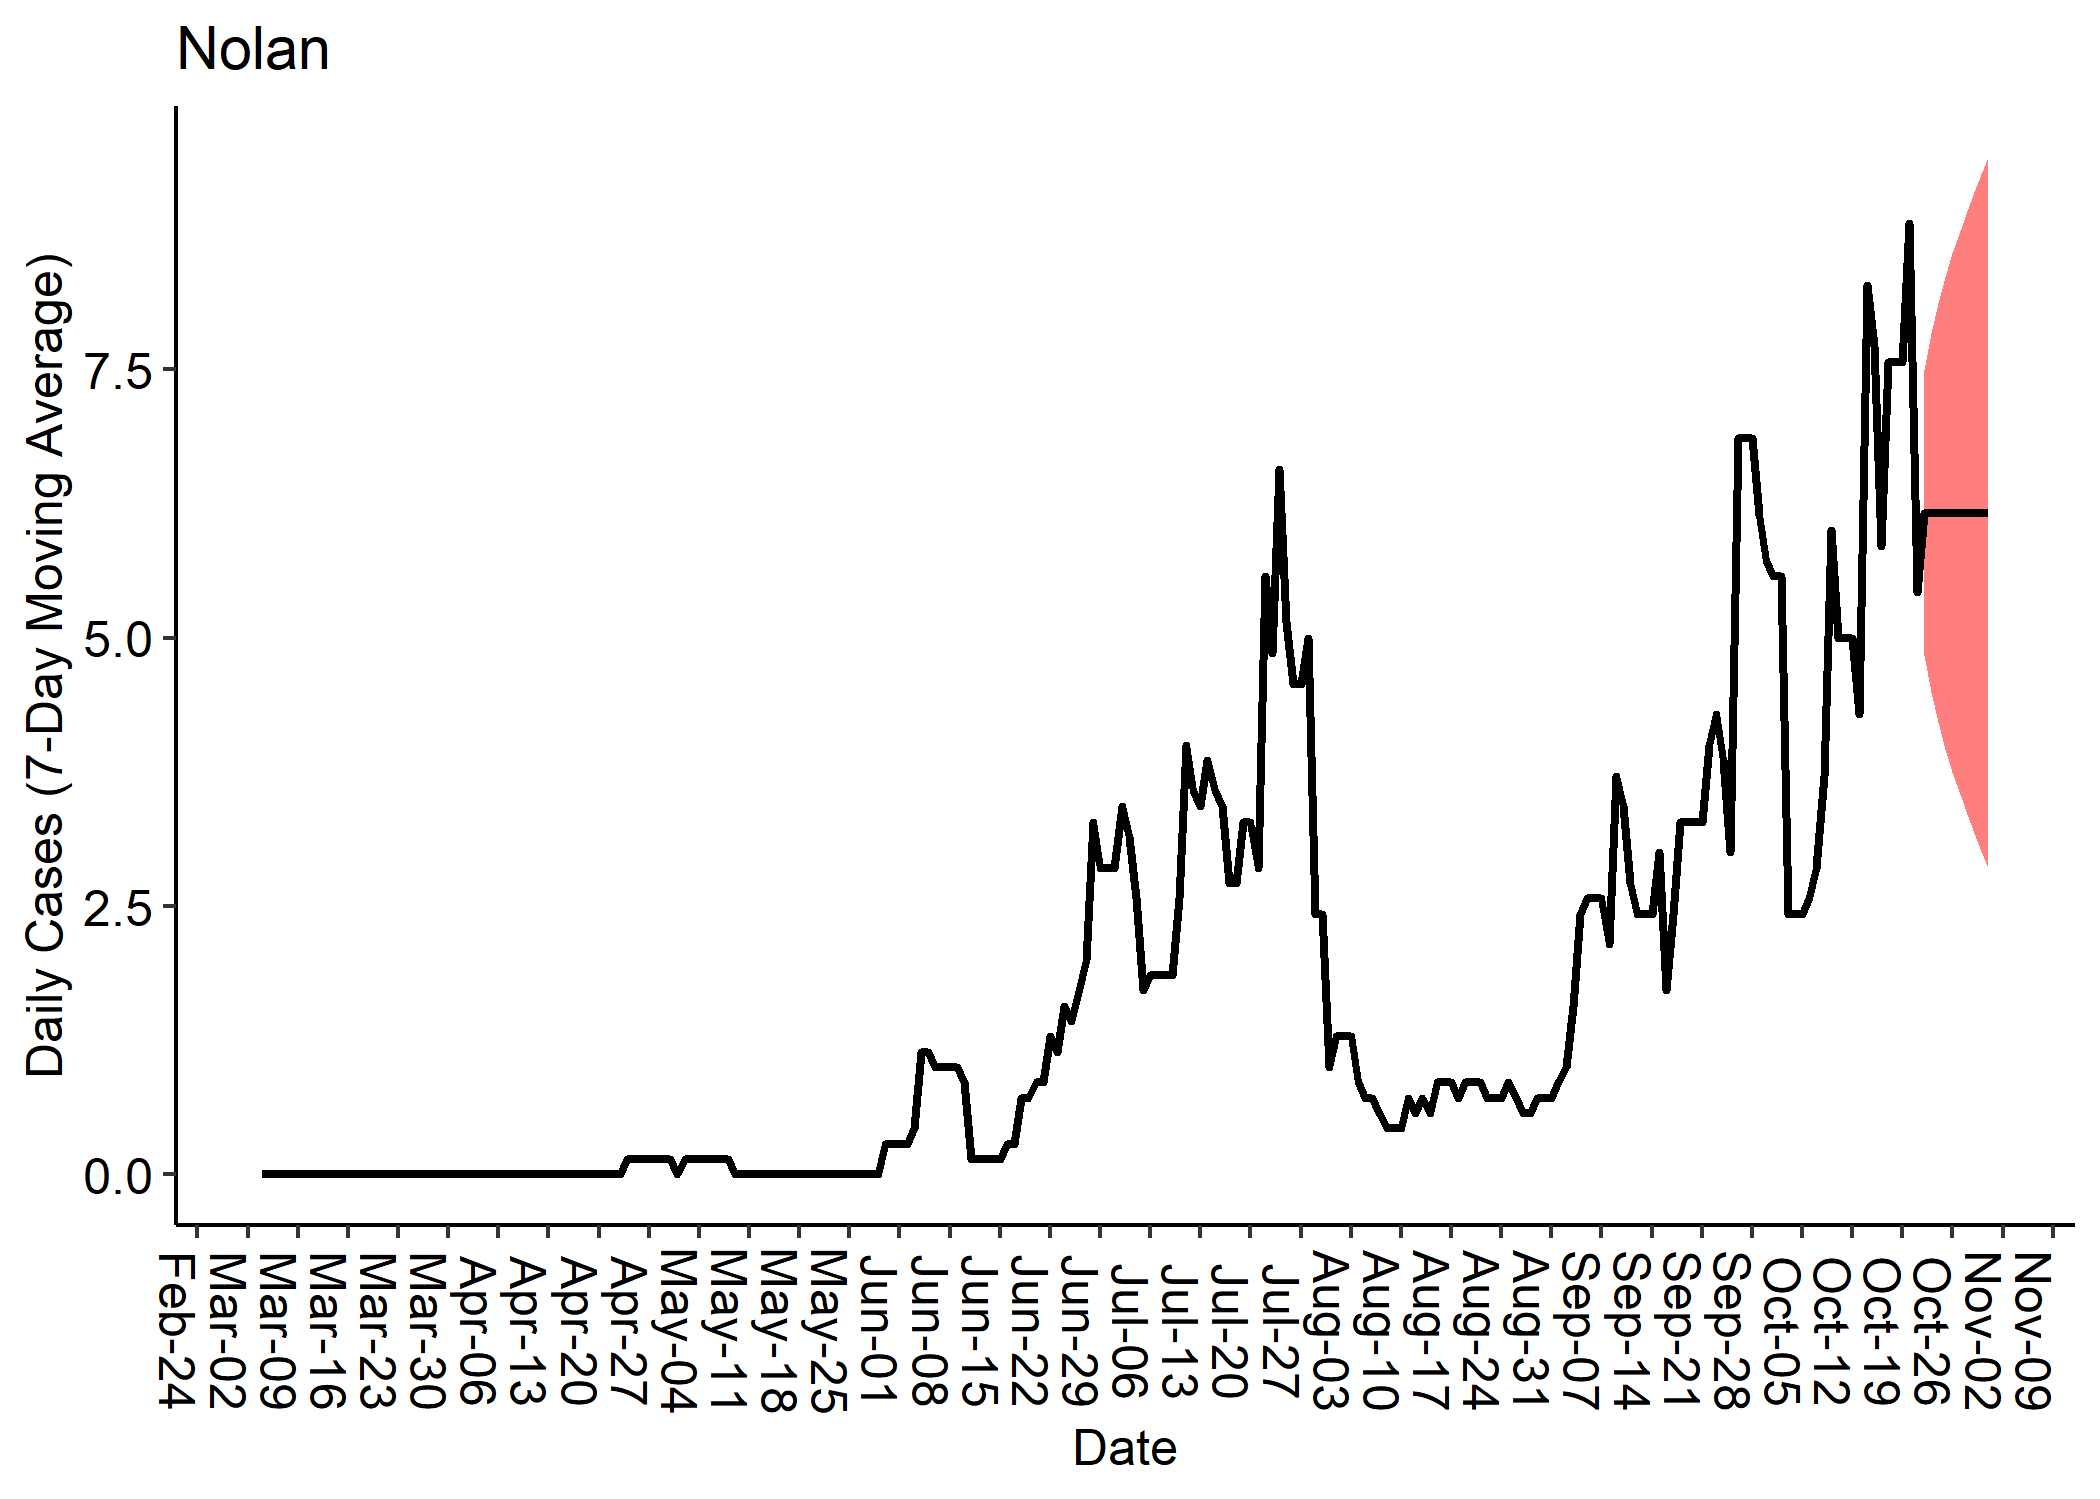 Nolan
Daily Cases (7-Day Moving Average)
7.5
5.0
2.5
0.0
Feb-24
Mar-02
Mar-09
Mar-16
Mar-23
Mar-30
Apr-06
Apr-13
Apr-20
Apr-27
May-04
May-11
May-18
May-25
Jun-01
Jun-08
Jun-15
Jun-22
Jun-29
Jul-06
Jul-13
Jul-20
Jul-27
Aug-03
Aug-10
Aug-17
Aug-24
Aug-31
Sep-07
Sep-14
Sep-21
Sep-28
Oct-05
Oct-12
Oct-19
Oct-26
Nov-02
Nov-09
Date